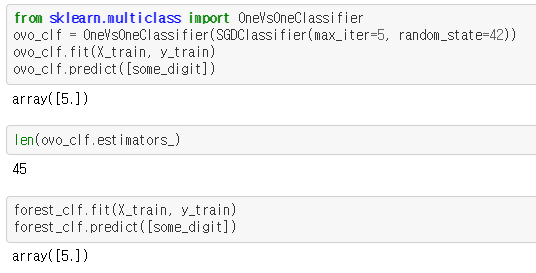 from sklearn.multiclass import OneVsOneClassifier
ovo_clf = OneVsOneClassifier(SGDClassifier(max_iter=5, random_state=42))
ovo_clf.fit(X_train, y_train)
ovo_clf.predict([some_digit])
array([5.])
len(ovo_clf.estimators_)
45
forest_clf.fit(X_train, y_train)
forest_clf.predict([some_digit])
array([5.])